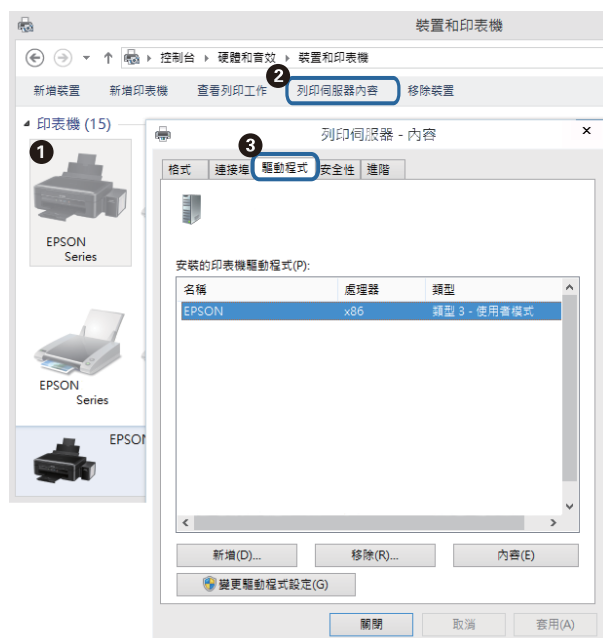 裝置和印表機
控制台 ▸ 硬體和音效 ▸ 裝置和印表機
2
新增裝置 新增印表機 查看列印工作 列印伺服器內容 移除裝置
印表機 (15)
1
EPSON
Series
EPSON
Series
EPSON
列印伺服器 - 內容
3
格式 連接埠 驅動程式 安全性 進階
安裝的印表機驅動程式(P):
名稱 處理器 類型
EPSON x86 類型 3 - 使用者模式
新增(D)... 移除(R)... 內容(E)
變更驅動程式設定(G)
關閉 取消 套用(A)